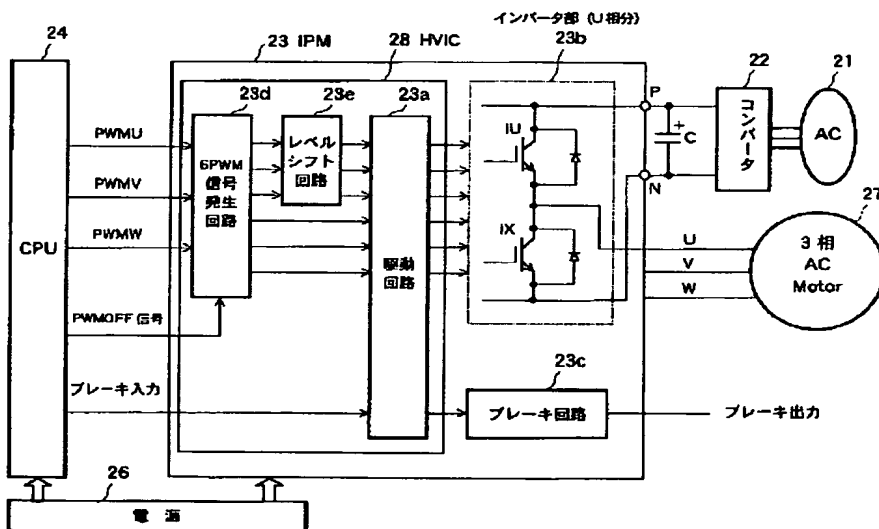 インバータ部 (U相分)
24
23 IPM
28 HVIC
23b
22
21
23d
23e
23a
P
PWMU
6PWM
信号
発生
回路
レベル
シフト
回路
IU
+
C
コンバータ
AC
N
PWMV
27
CPU
PWMW
駆動
回路
IX
U
V
W
3 相
AC
Motor
PWMOFF 信号
23c
ブレーキ入力
ブレーキ回路
ブレーキ出力
26
電 源